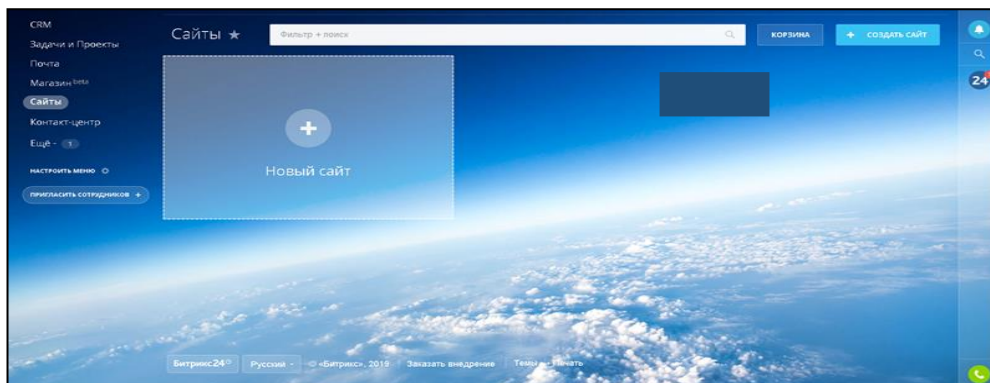 CRM
Задачи и Проекты
Почта
Магазин beta
Сайты
Контакт-центр
Ещё - 1
НАСТРОИТЬ МЕНЮ
ПРИГЛАСИТЬ СОТРУДНИКОВ +
Сайты ★
Фильтр + поиск
КОРЗИНА
+ СОЗДАТЬ САЙТ
+
Новый сайт
24
Битрикс24
Русский -
© «Битрикс», 2019
Заказать внедрение
Темы
Печать